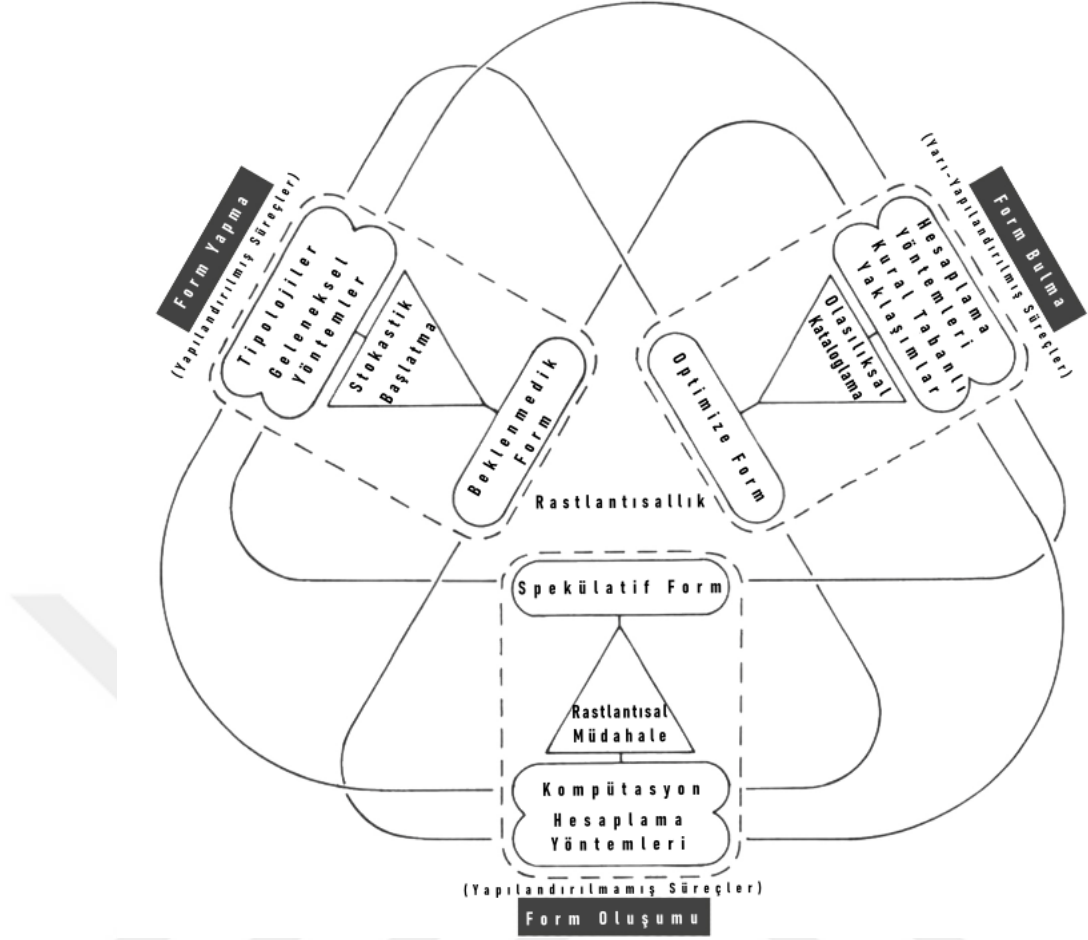 Form Yapma
(Yapılandırılmış Süreçler)
Tipolojiler
Geleneksel
Yöntemler
Stokastik
Başlatma
Beklenmedik
Form
(Yarı-Yapılandırılmış Süreçler)
Form Bulma
Hesaplama
Yöntemleri
Kural Tabanlı
Yaklaşımlar
Olasılıksal
Kataloglama
Optimize Form
Rastlantısallık
Spekülatif Form
Rastlantısal
Müdahale
Kompütasyon
Hesaplama
Yöntemleri
(Yapılandırılmamış Süreçler)
Form Oluşumu